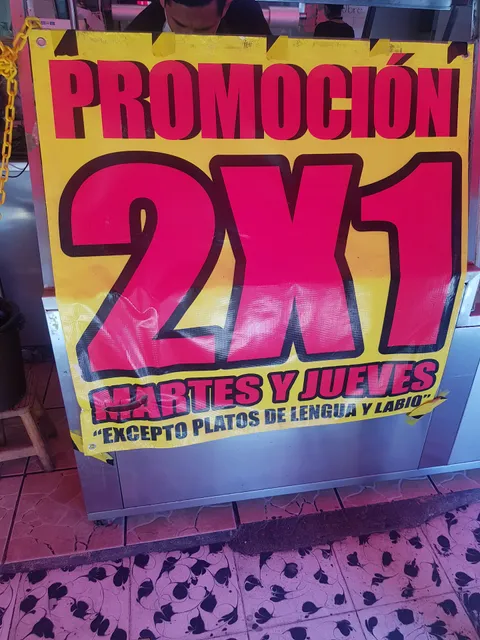 PROMOCIÓN
2X1
MARTES Y JUEVES
"EXCEPTO PLATOS DE LENGUA Y LABIO"